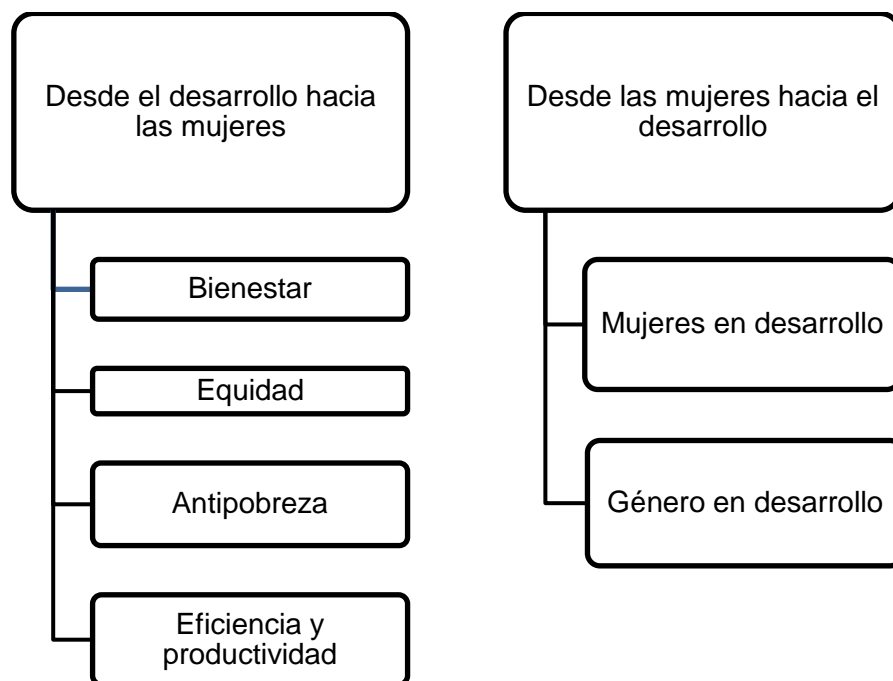 Desde el desarrollo hacia
las mujeres
Bienestar
Equidad
Antipobreza
Eficiencia y
productividad
Desde las mujeres hacia el
desarrollo
Mujeres en desarrollo
Género en desarrollo